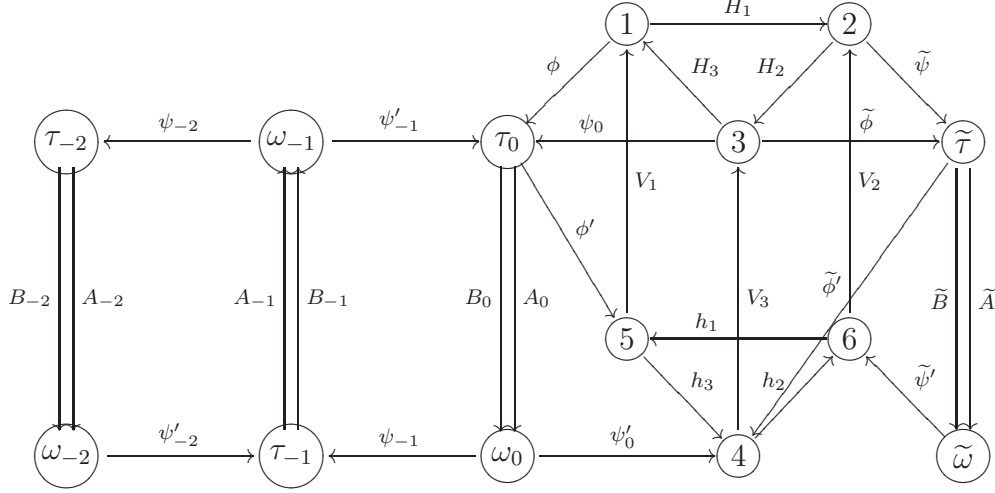 1 H₁ 2
ϕ H₃ H₂ ψ̃
τ₋₂ ψ₋₂ ω₋₁ ψ′₋₁ τ₀ ψ₀ 3 ϕ̃ τ̃
V₁ V₂
ϕ′
B₋₂ A₋₂ A₋₁ B₋₁ B₀ A₀ V₃ ϕ̃′ B̃ Ã
5 h₁ 6
h₃ h₂ ψ̃′
ω₋₂ ψ′₋₂ τ₋₁ ψ₋₁ ω₀ ψ′₀ 4 ω̃